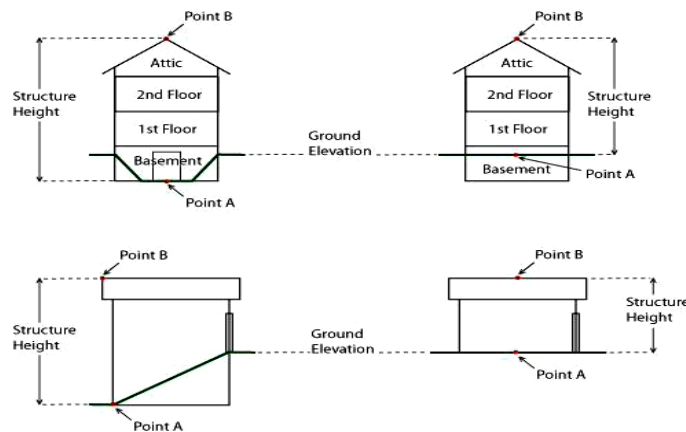 Point B
Structure
Height
Attic
2nd Floor
1st Floor
Basement
Point A
Ground
Elevation
Point B
Attic
2nd Floor
1st Floor
Basement
Structure
Height
Point A
Point B
Structure
Height
Point A
Ground
Elevation
Point B
Structure
Height
Point A